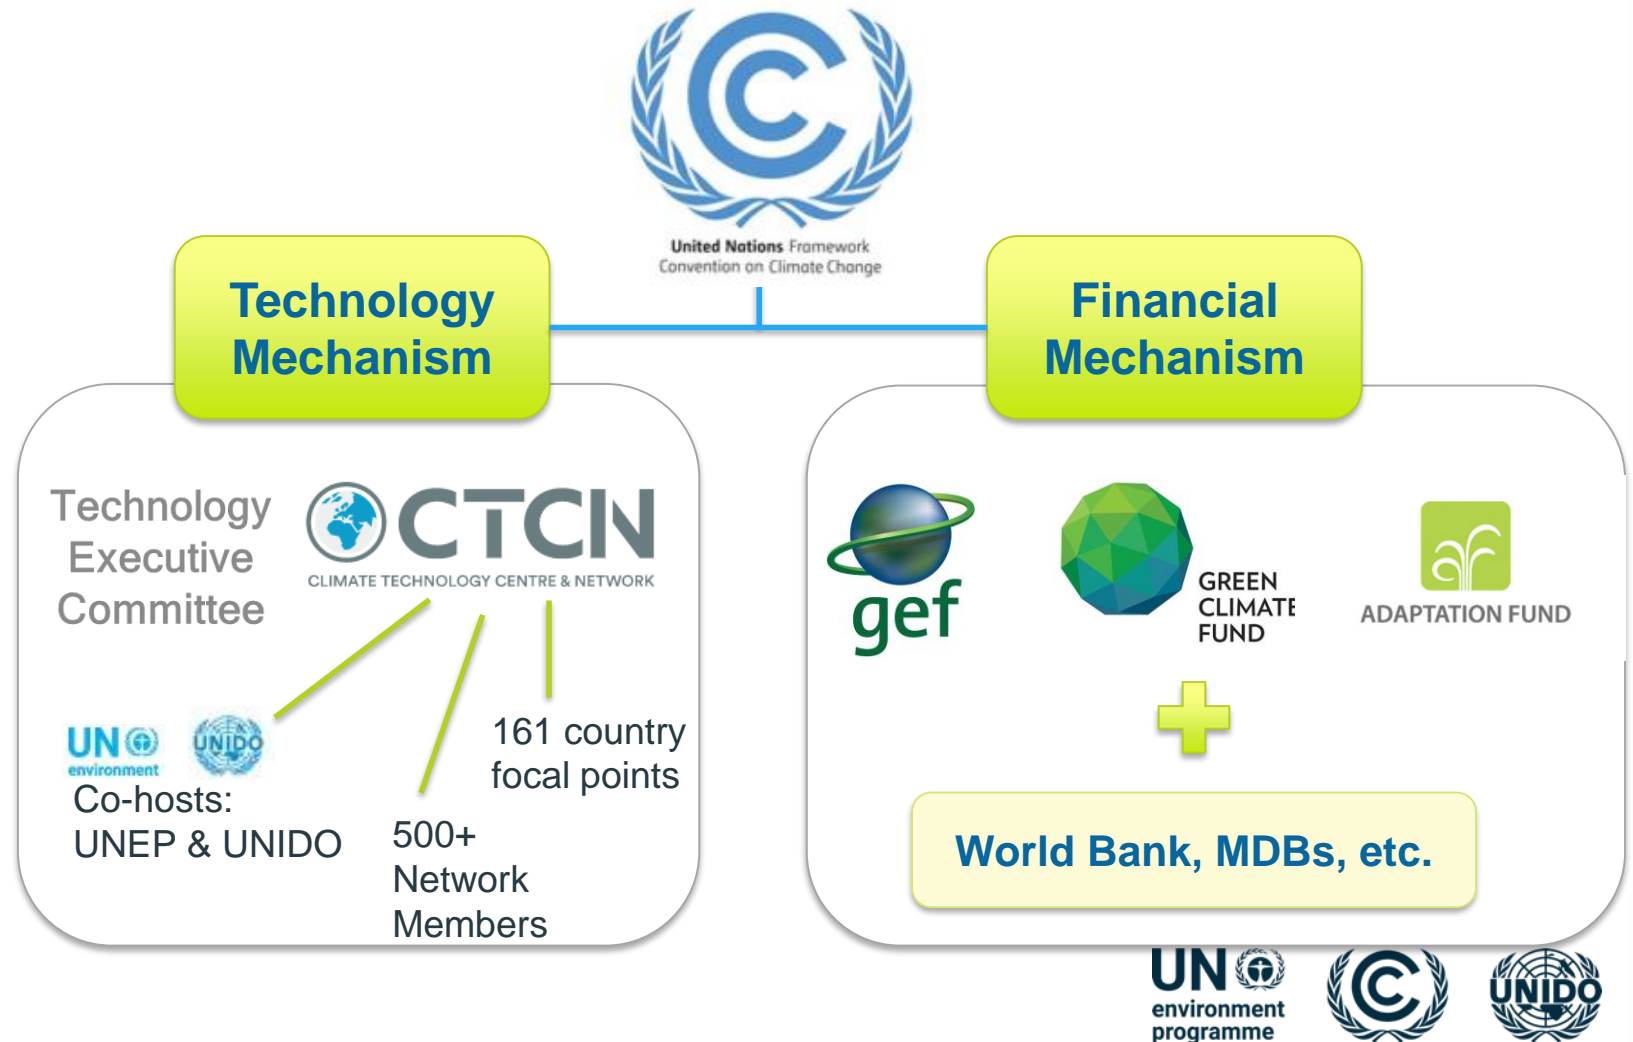 United Nations Framework
Convention on Climate Change
Technology
Mechanism
Financial
Mechanism
Technology
Executive
Committee
CTCN
CLIMATE TECHNOLOGY CENTRE & NETWORK
UN
environment
UNIDO
Co-hosts:
UNEP & UNIDO
500+
Network
Members
161 country
focal points
gef
GREEN
CLIMATE
FUND
af
ADAPTATION FUND
World Bank, MDBs, etc.
UN
environment
programme
UNIDO